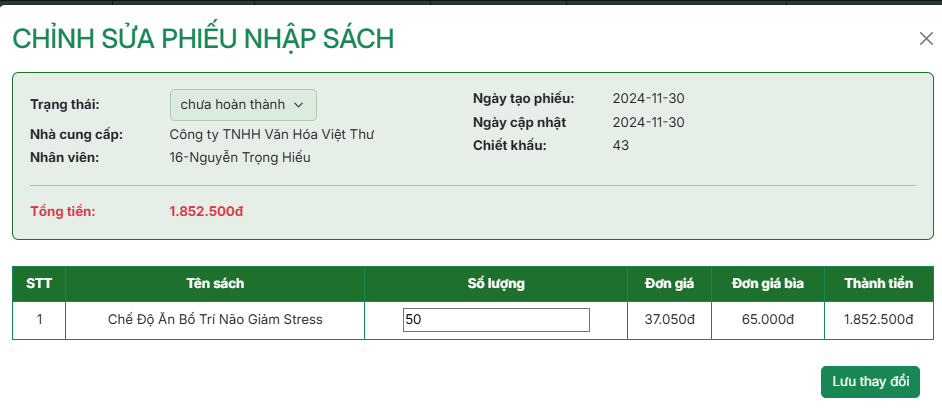 CHỈNH SỬA PHIẾU NHẬP SÁCH
Trạng thái: chưa hoàn thành
Nhà cung cấp: Công ty TNHH Văn Hóa Việt Thư
Nhân viên: 16-Nguyễn Trọng Hiếu
Ngày tạo phiếu: 2024-11-30
Ngày cập nhật 2024-11-30
Chiết khấu: 43
Tổng tiền: 1.852.500đ
STT Tên sách Số lượng Đơn giá Đơn giá bìa Thành tiền
1 Chế Độ Ăn Bồ Trí Não Giảm Stress 50 37.050đ 65.000đ 1.852.500đ
Lưu thay đổi